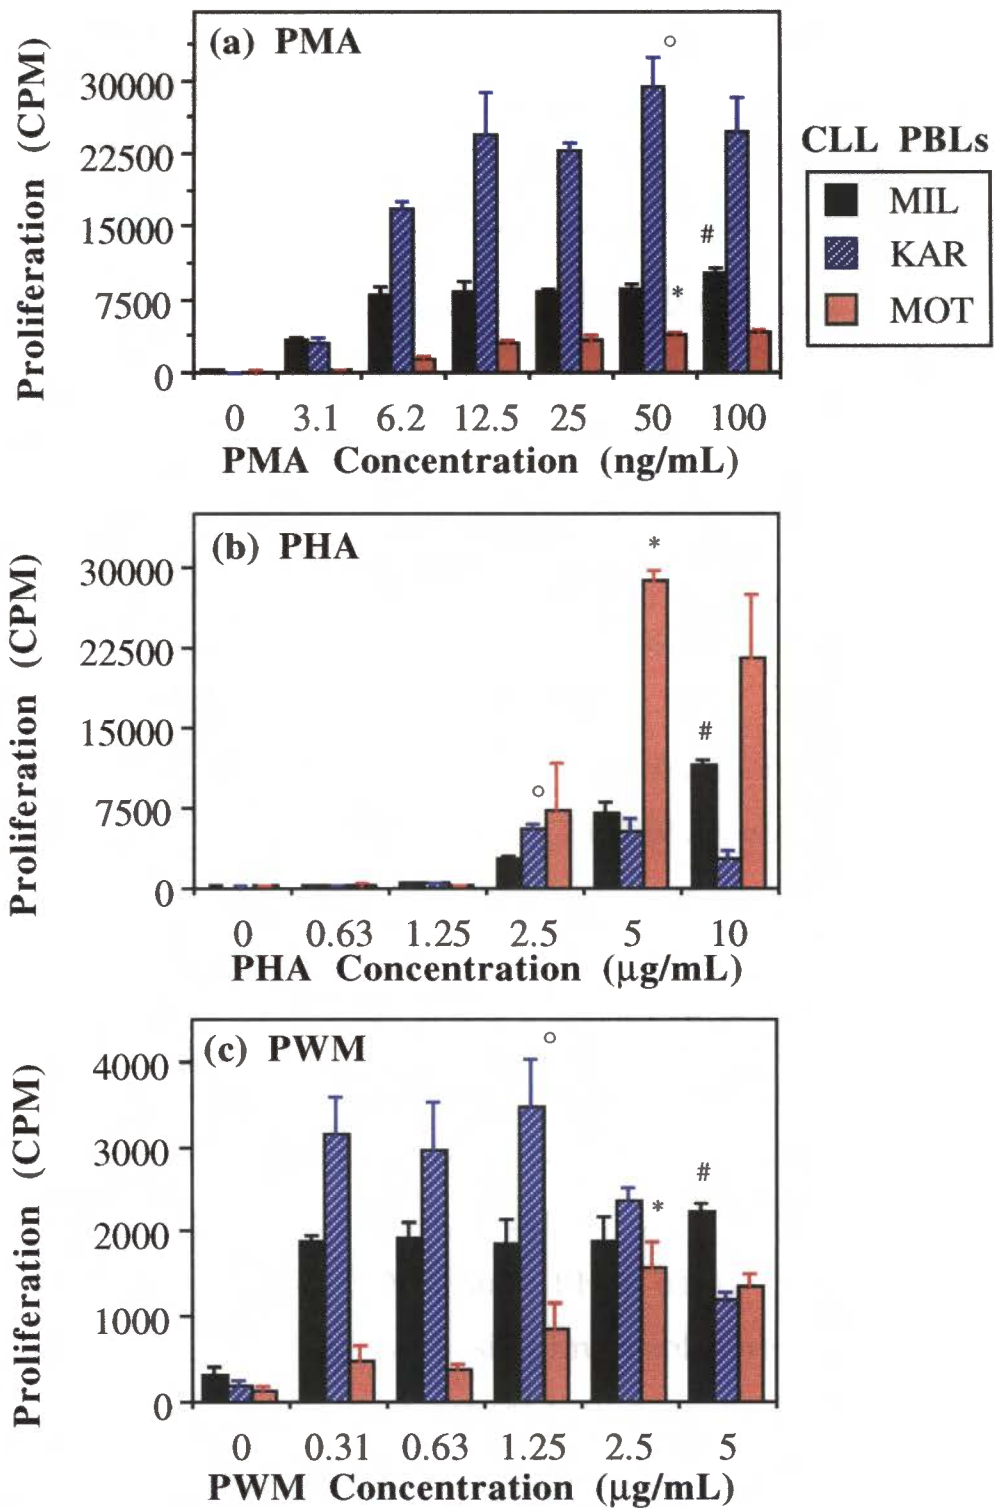 (a) PMA
Proliferation (CPM)
30000
22500
15000
7500
0
°
#
*
0 3.1 6.2 12.5 25 50 100
PMA Concentration (ng/mL)
CLL PBLs
MIL
KAR
MOT
(b) PHA
Proliferation (CPM)
30000
22500
15000
7500
0
*
#
°
0 0.63 1.25 2.5 5 10
PHA Concentration (µg/mL)
(c) PWM
Proliferation (CPM)
4000
3000
2000
1000
0
°
#
*
0 0.31 0.63 1.25 2.5 5
PWM Concentration (µg/mL)